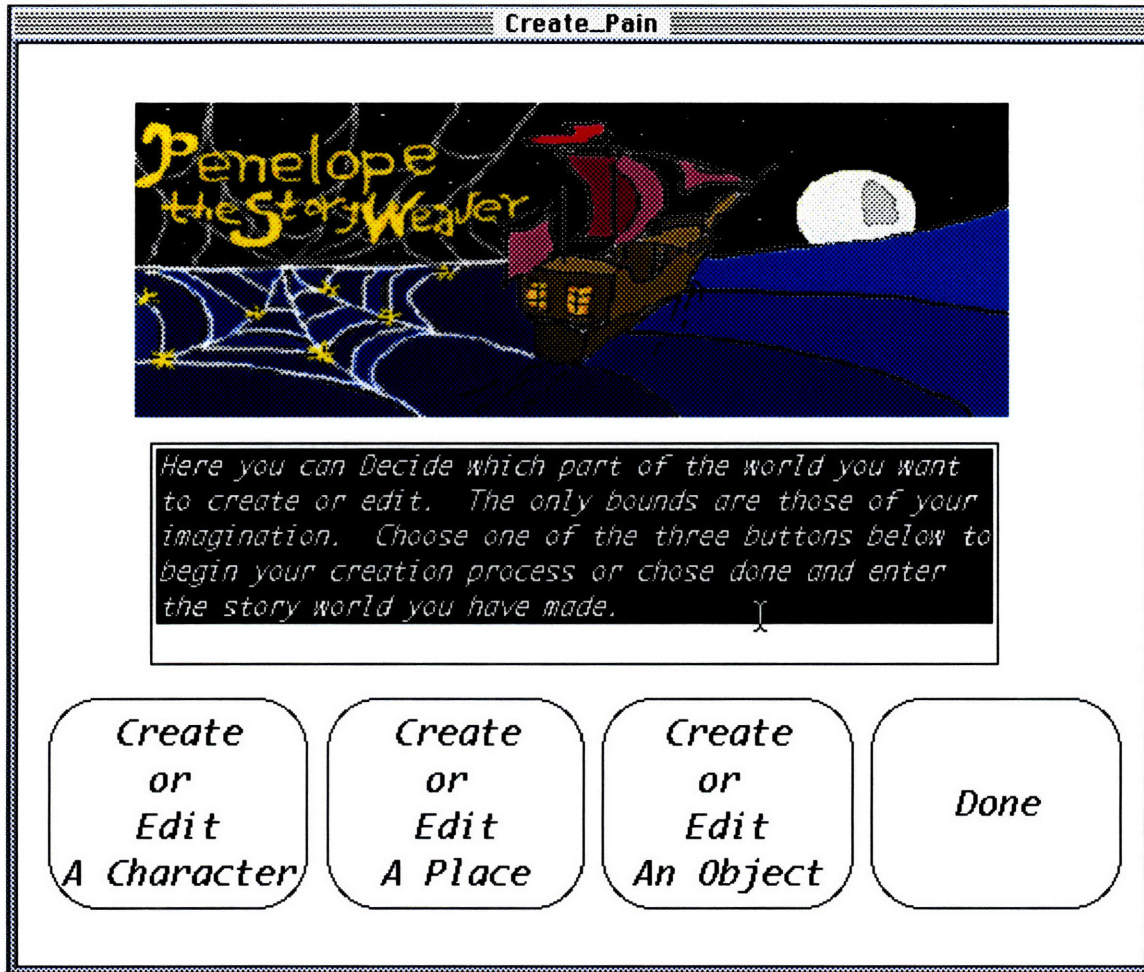 Create_Pain
Penelope
the Story Weaver
Here you can Decide which part of the world you want
to create or edit.  The only bounds are those of your
imagination.  Choose one of the three buttons below to
begin your creation process or chose done and enter
the story world you have made.
Create
or
Edit
A Character
Create
or
Edit
A Place
Create
or
Edit
An Object
Done